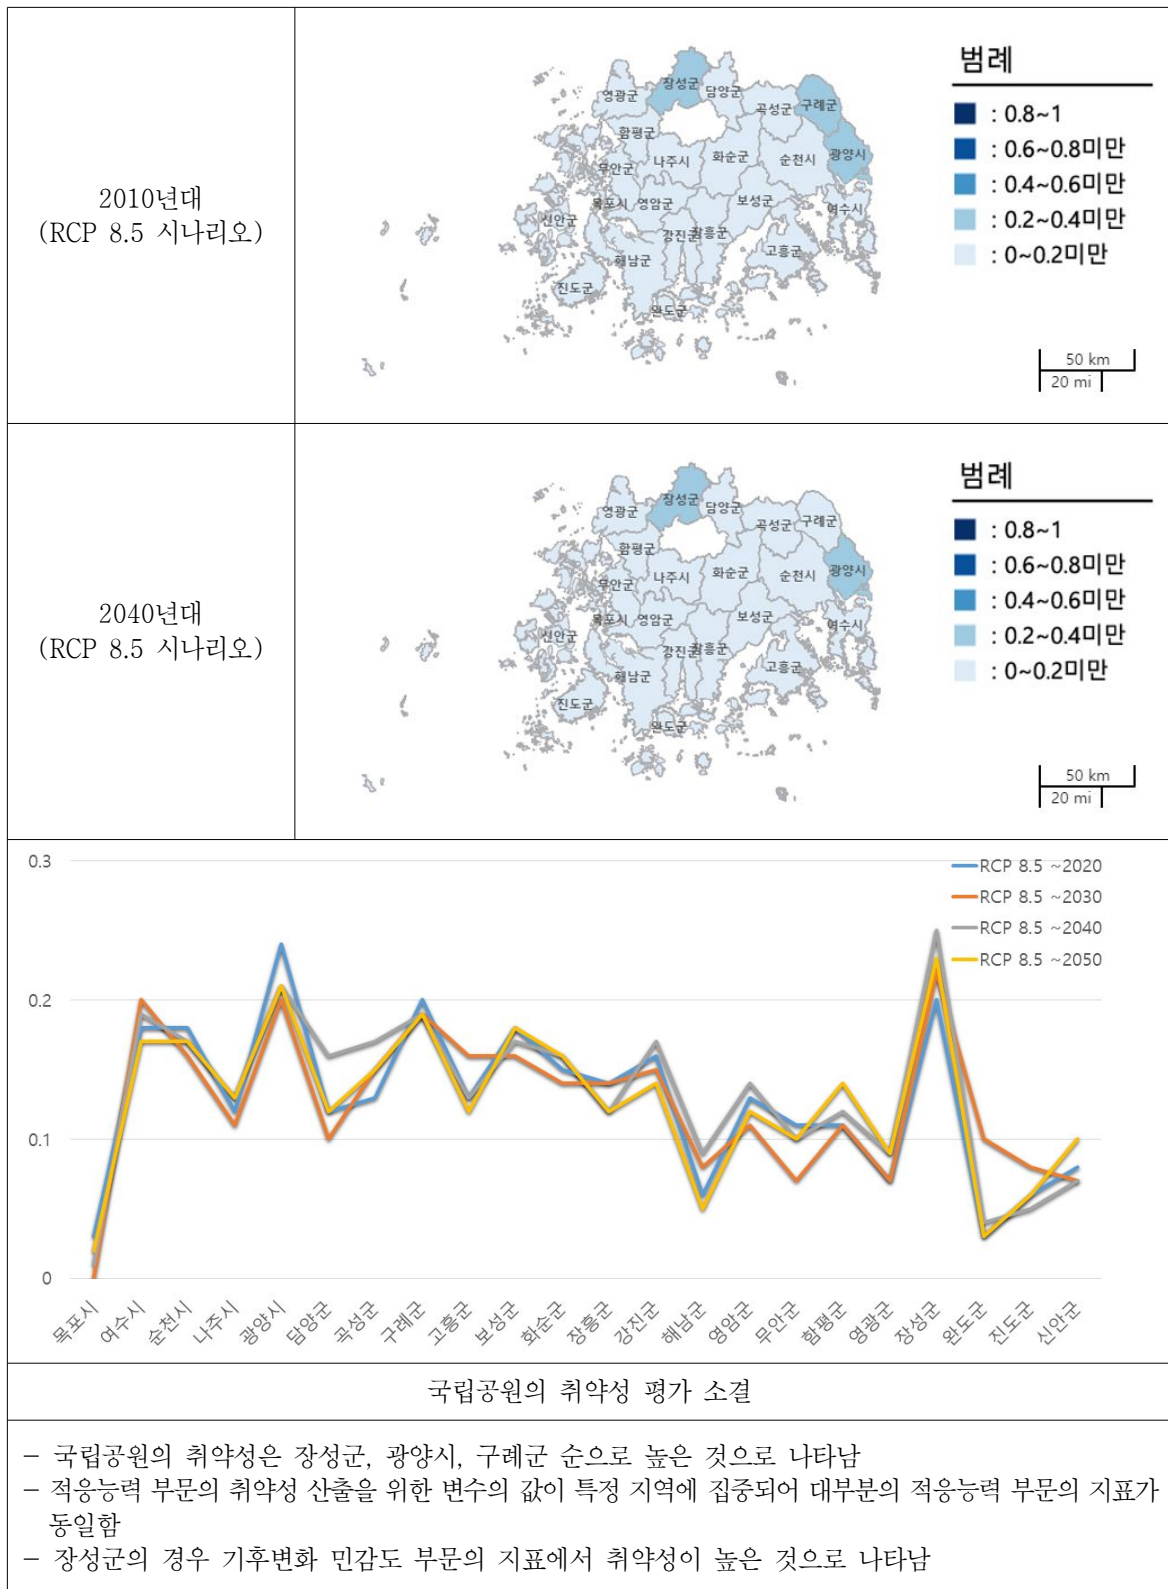 2010년대
(RCP 8.5 시나리오)
영광군
장성군
담양군
곡성군
구례군
함평군
나주시
화순군
순천시
광양시
무안군
목포시
영암군
보성군
여수시
신안군
강진군
장흥군
해남군
고흥군
진도군
완도군
범례
: 0.8~1
: 0.6~0.8미만
: 0.4~0.6미만
: 0.2~0.4미만
: 0~0.2미만
50 km
20 mi
2040년대
(RCP 8.5 시나리오)
영광군
장성군
담양군
곡성군
구례군
함평군
나주시
화순군
순천시
광양시
무안군
목포시
영암군
보성군
여수시
신안군
강진군
장흥군
해남군
고흥군
진도군
완도군
범례
: 0.8~1
: 0.6~0.8미만
: 0.4~0.6미만
: 0.2~0.4미만
: 0~0.2미만
50 km
20 mi
0.3
0.2
0.1
0
RCP 8.5 ~2020
RCP 8.5 ~2030
RCP 8.5 ~2040
RCP 8.5 ~2050
목포시
여수시
순천시
나주시
광양시
담양군
곡성군
구례군
고흥군
보성군
화순군
장흥군
강진군
해남군
영암군
무안군
함평군
영광군
장성군
완도군
진도군
신안군
국립공원의 취약성 평가 소결
- 국립공원의 취약성은 장성군, 광양시, 구례군 순으로 높은 것으로 나타남
- 적응능력 부문의 취약성 산출을 위한 변수의 값이 특정 지역에 집중되어 대부분의 적응능력 부문의 지표가
동일함
- 장성군의 경우 기후변화 민감도 부문의 지표에서 취약성이 높은 것으로 나타남